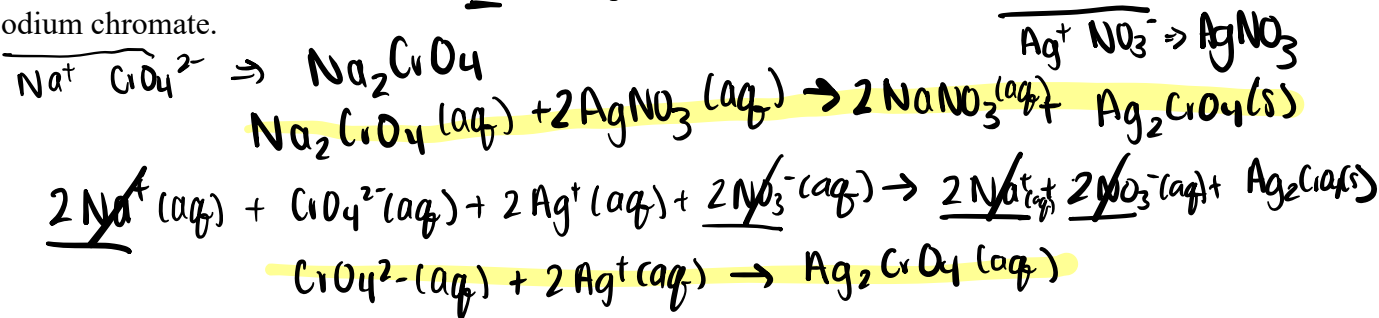 odium chromate.
Ag⁺ NO₃⁻ ⇒ AgNO₃
Na⁺ CrO₄²⁻ ⇒ Na₂CrO₄
Na₂CrO₄ (aq) + 2AgNO₃ (aq) → 2NaNO₃ (aq) + Ag₂CrO₄(s)
2Na⁺ (aq) + CrO₄²⁻(aq) + 2Ag⁺(aq) + 2NO₃⁻(aq) → 2Na⁺(aq) + 2NO₃⁻(aq) + Ag₂CrO₄(s)
CrO₄²⁻(aq) + 2Ag⁺(aq) → Ag₂CrO₄(aq)